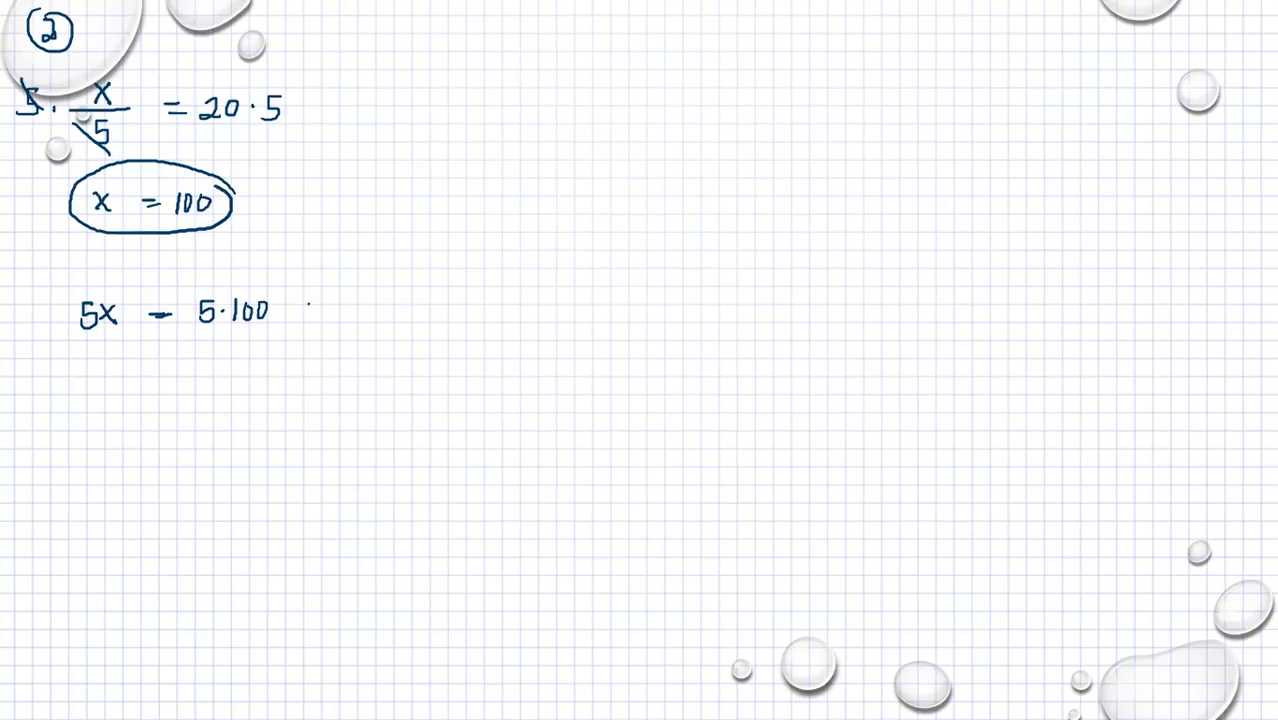 2
5 · x/5 = 20 · 5
x = 100
5x - 5 · 100